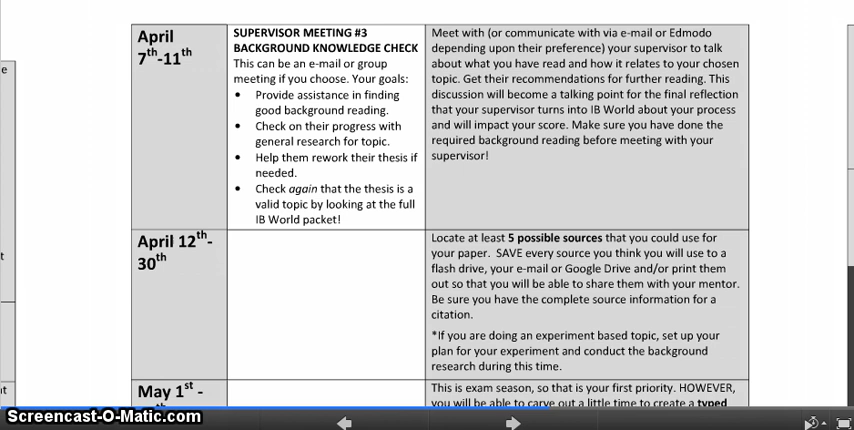 April
7th-11th
SUPERVISOR MEETING #3
BACKGROUND KNOWLEDGE CHECK
This can be an e-mail or group
meeting if you choose. Your goals:
• Provide assistance in finding
good background reading.
• Check on their progress with
general research for topic.
• Help them rework their thesis if
needed.
• Check again that the thesis is a
valid topic by looking at the full
IB World packet!
Meet with (or communicate with via e-mail or Edmodo
depending upon their preference) your supervisor to talk
about what you have read and how it relates to your chosen
topic. Get their recommendations for further reading. This
discussion will become a talking point for the final reflection
that your supervisor turns into IB World about your process
and will impact your score. Make sure you have done the
required background reading before meeting with your
supervisor!
April 12th-
30th
Locate at least 5 possible sources that you could use for
your paper. SAVE every source you think you will use to a
flash drive, your e-mail or Google Drive and/or print them
out so that you will be able to share them with your mentor.
Be sure you have the complete source information for a
citation.
*If you are doing an experiment based topic, set up your
plan for your experiment and conduct the background
research during this time.
May 1st -
This is exam season, so that is your first priority. HOWEVER,
you will be able to carve out a little time to create a typed
Screencast-O-Matic.com